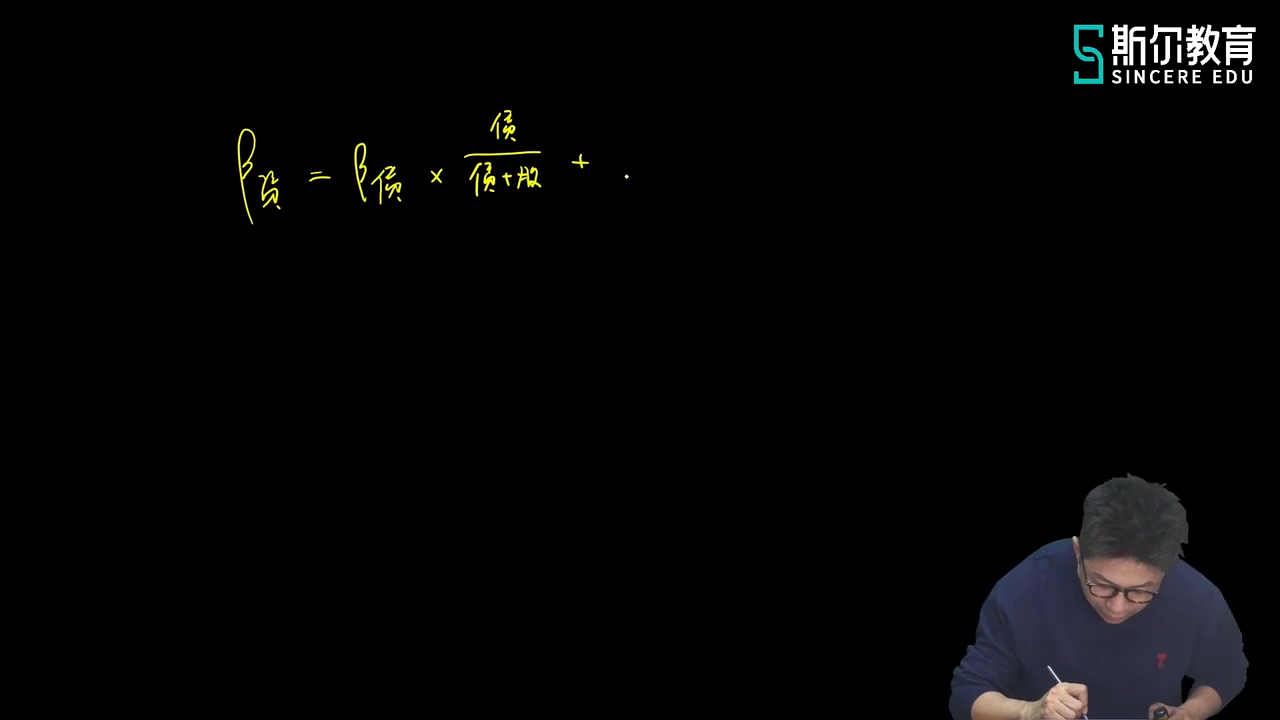 斯尔教育
SINCERE EDU
β资 = β债 × 债/(债+股) +